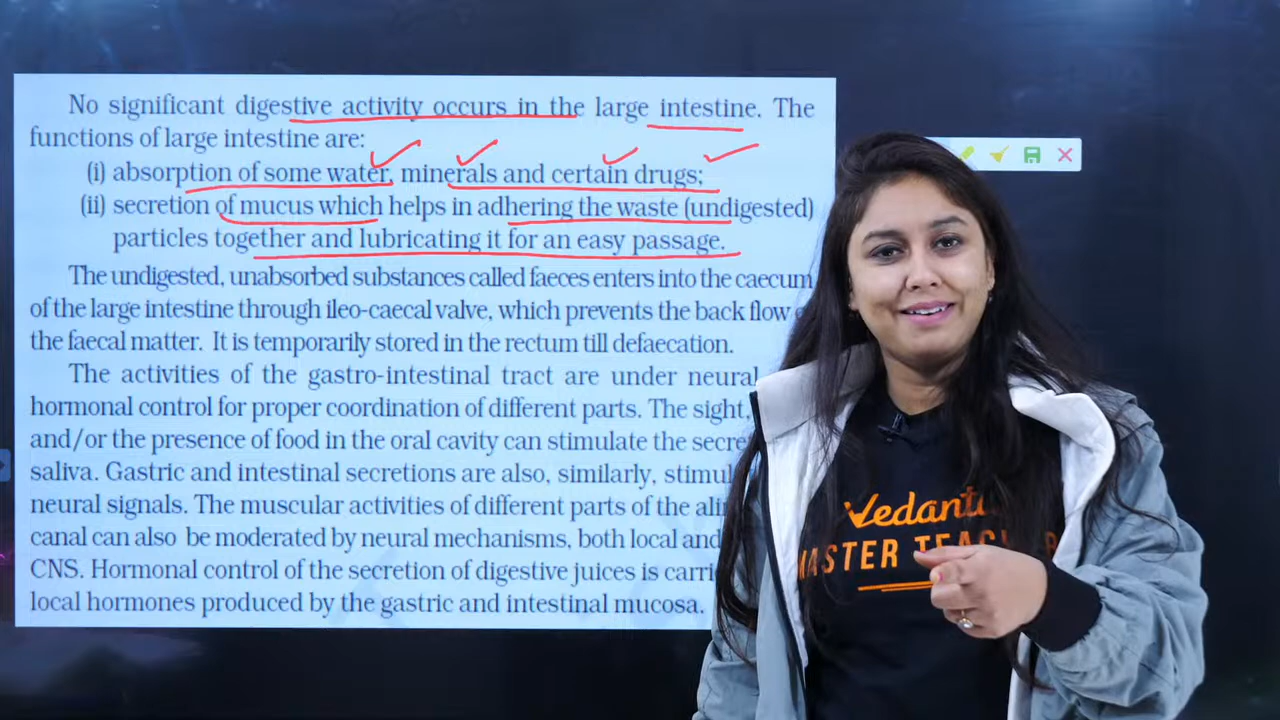 No significant digestive activity occurs in the large intestine. The
functions of large intestine are:
(i) absorption of some water, minerals and certain drugs;
(ii) secretion of mucus which helps in adhering the waste (undigested)
particles together and lubricating it for an easy passage.
The undigested, unabsorbed substances called faeces enters into the caecum
of the large intestine through ileo-caecal valve, which prevents the back flow
the faecal matter. It is temporarily stored in the rectum till defaecation.
The activities of the gastro-intestinal tract are under neural
hormonal control for proper coordination of different parts. The sight,
and/or the presence of food in the oral cavity can stimulate the
saliva. Gastric and intestinal secretions are also, similarly,
neural signals. The muscular activities of different parts of the
canal can also be moderated by neural mechanisms, both local and
CNS. Hormonal control of the secretion of digestive juices is
local hormones produced by the gastric and intestinal mucosa.
Vedantu
MASTER TEACHER